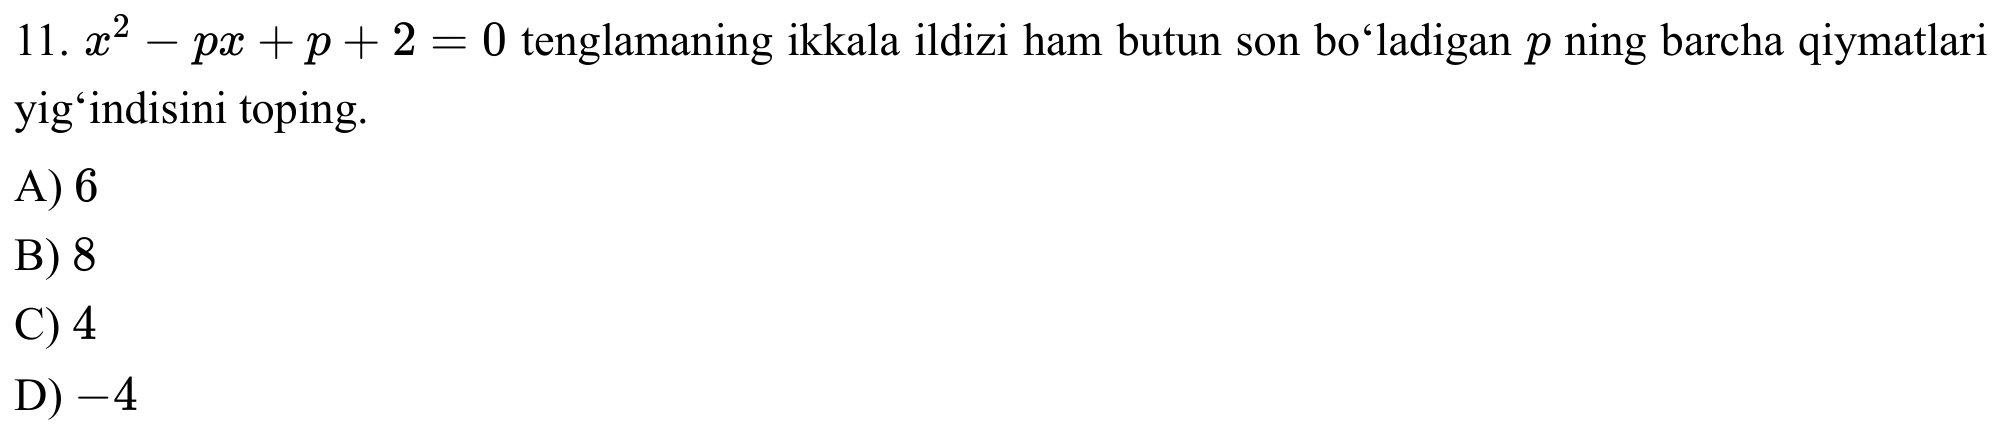 11. $x^2 - px + p + 2 = 0$ tenglamaning ikkala ildizi ham butun son bo‘ladigan $p$ ning barcha qiymatlari
yig‘indisini toping.
A) 6
B) 8
C) 4
D) −4